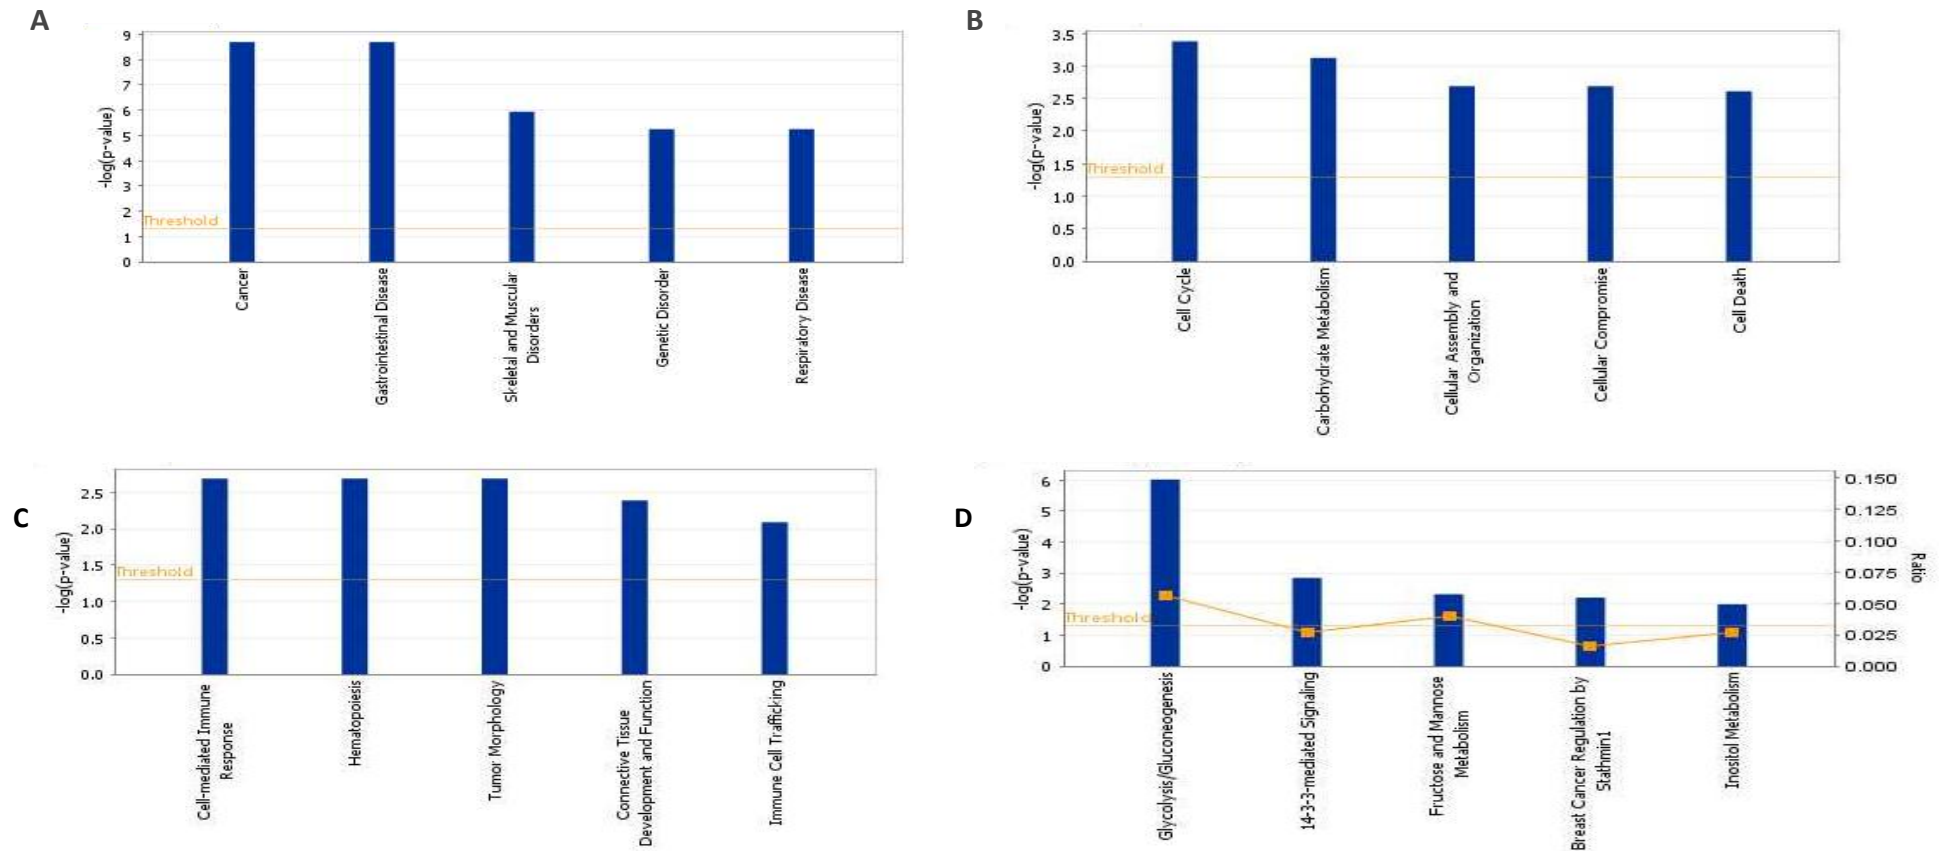 A
9
8
7
6
5
4
3
2
1
0
-log(p-value)
Threshold
Cancer
Gastrointestinal Disease
Skeletal and Muscular
Disorders
Genetic Disorder
Respiratory Disease
B
3.5
3.0
2.5
2.0
1.5
1.0
0.5
0.0
-log(p-value)
Threshold
Cell Cycle
Carbohydrate Metabolism
Cellular Assembly and
Organization
Cellular Compromise
Cell Death
C
2.5
2.0
1.5
1.0
0.5
0.0
-log(p-value)
Threshold
Cell-mediated Immune
Response
Hematopoiesis
Tumor Morphology
Connective Tissue
Development and Function
Immune Cell Trafficking
D
6
5
4
3
2
1
0
-log(p-value)
Threshold
0.150
0.125
0.100
0.075
0.050
0.025
0.000
Ratio
Glycolysis/Gluconeogenesis
14-3-3-mediated Signaling
Fructose and Mannose
Metabolism
Breast Cancer Regulation by
Stathmin1
Inositol Metabolism